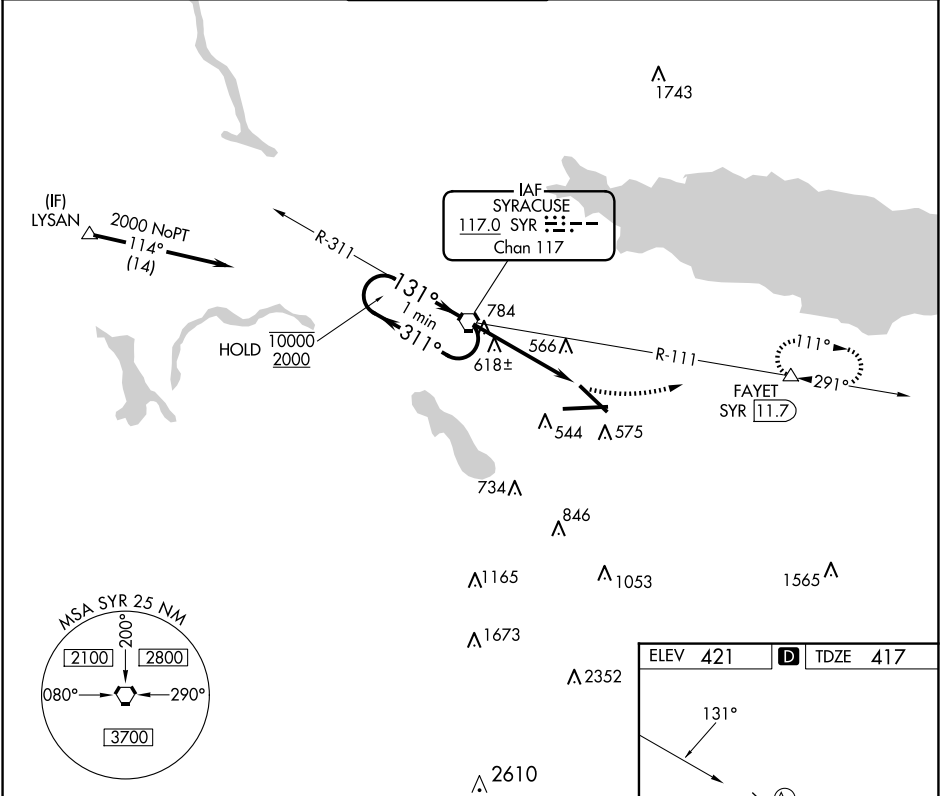 1743
(IF)
LYSAN
2000 NoPT
114°
(14)
IAF
SYRACUSE
117.0 SYR
Chan 117
R-311
131°
1 min
311°
HOLD 10000
2000
784
618±
566
R-111
111°
291°
FAYET
SYR 11.7
544
575
734
846
1165
1053
1565
1673
2352
2610
MSA SYR 25 NM
200°
2100
2800
080°
290°
3700
ELEV 421 D TDZE 417
131°